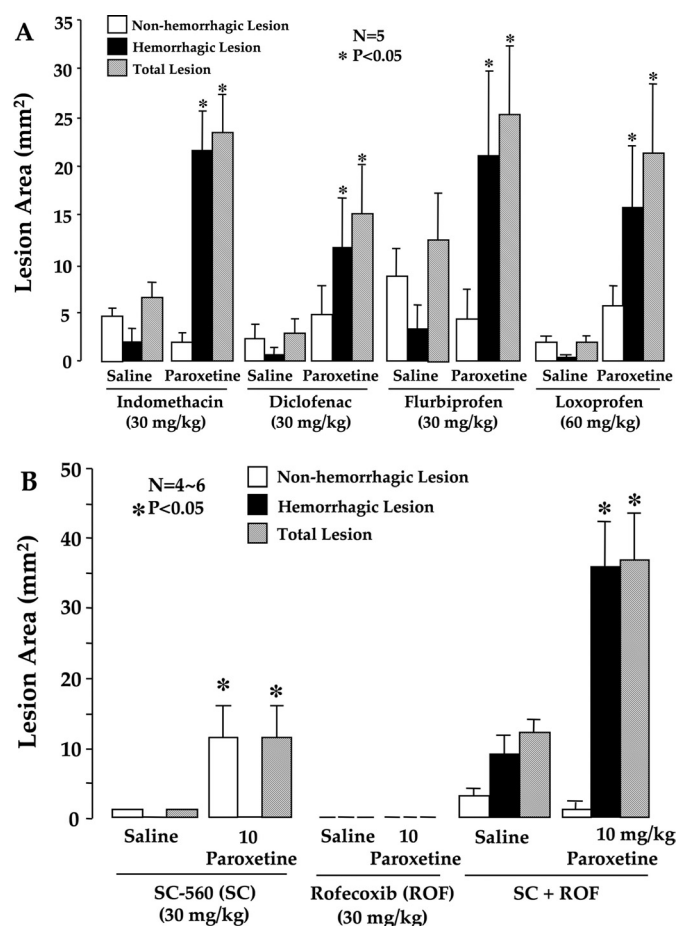 A
Non-hemorrhagic Lesion
Hemorrhagic Lesion
Total Lesion
N=5
* P<0.05
Lesion Area (mm²)
35
30
25
20
15
10
5
0
* * * * * * * *
Saline Paroxetine Saline Paroxetine Saline Paroxetine Saline Paroxetine
Indomethacin Diclofenac Flurbiprofen Loxoprofen
(30 mg/kg) (30 mg/kg) (30 mg/kg) (60 mg/kg)
B
N=4~6
* P<0.05
Non-hemorrhagic Lesion
Hemorrhagic Lesion
Total Lesion
Lesion Area (mm²)
50
40
30
20
10
0
* * * *
Saline 10 Saline 10 Saline 10 mg/kg
Paroxetine Paroxetine Paroxetine
SC-560 (SC) Rofecoxib (ROF) SC + ROF
(30 mg/kg) (30 mg/kg)